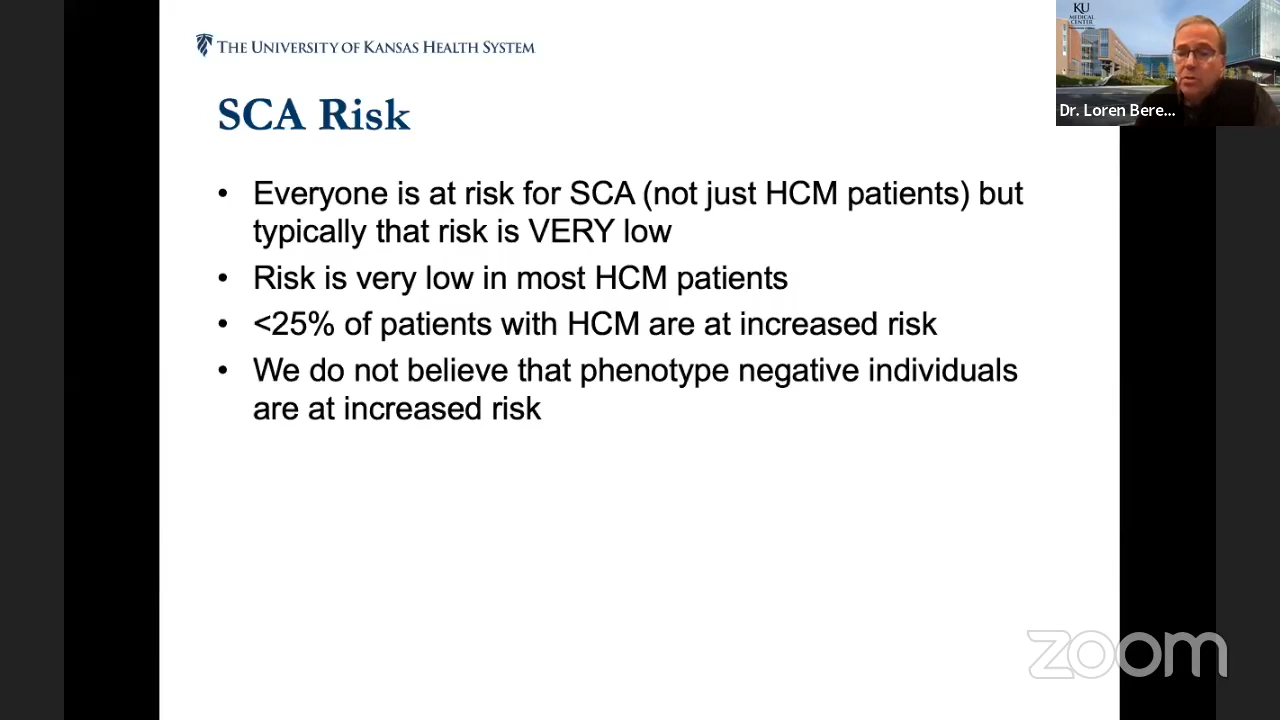 THE UNIVERSITY OF KANSAS HEALTH SYSTEM
KU
MEDICAL
CENTER
Dr. Loren Bere...
SCA Risk
• Everyone is at risk for SCA (not just HCM patients) but
typically that risk is VERY low
• Risk is very low in most HCM patients
• <25% of patients with HCM are at increased risk
• We do not believe that phenotype negative individuals
are at increased risk
zoom